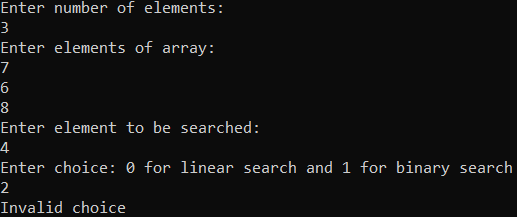 Enter number of elements:
3
Enter elements of array:
7
6
8
Enter element to be searched:
4
Enter choice: 0 for linear search and 1 for binary search
2
Invalid choice